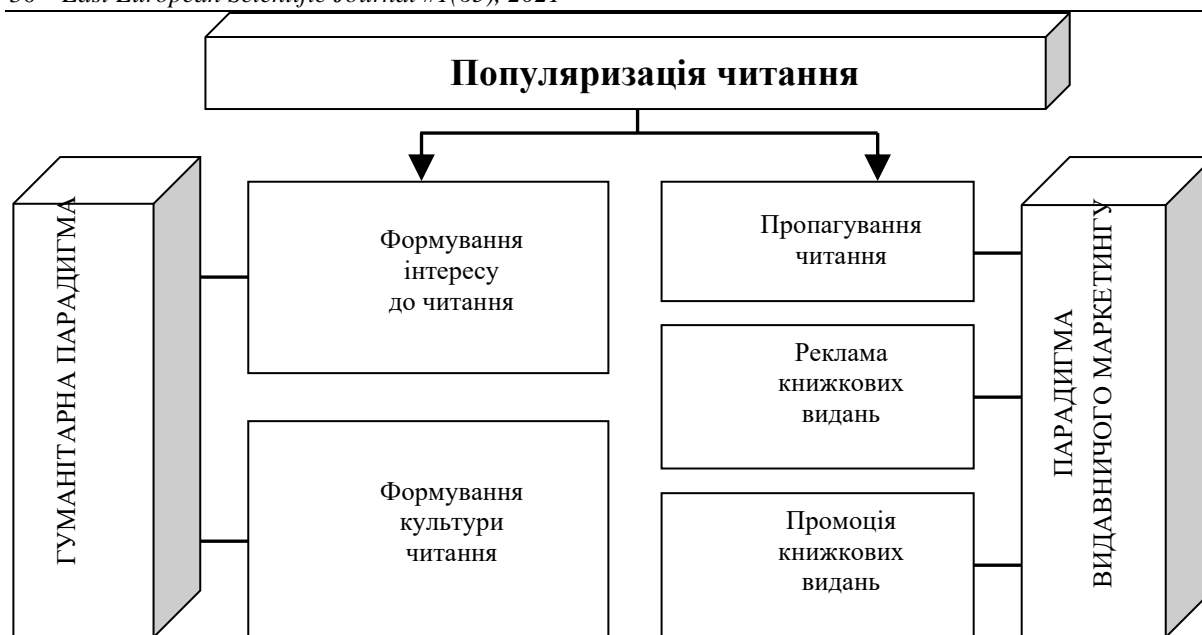 East European Scientific Journal #1(65), 2021
Популяризація читання
ГУМАНІТАРНА ПАРАДИГМА
Формування
інтересу
до читання
Формування
культури
читання
Пропагування
читання
Реклама
книжкових
видань
Промоція
книжкових
видань
ПАРАДИГМА
ВИДАВНИЧОГО МАРКЕТИНГУ